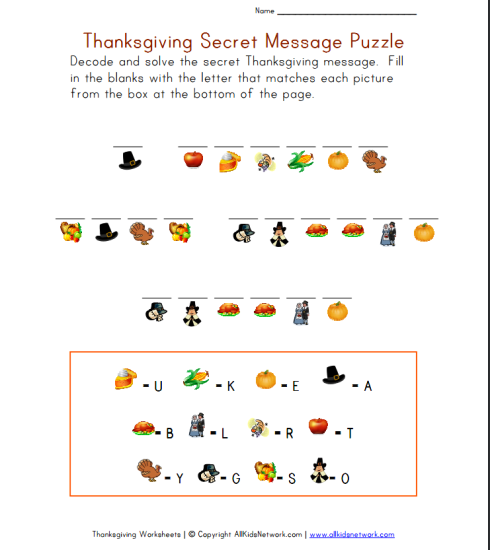 Name
Thanksgiving Secret Message Puzzle
Decode and solve the secret Thanksgiving message. Fill
in the blanks with the letter that matches each picture
from the box at the bottom of the page.
- U - K - E - A
- B - L - R - T
- Y - G - S - O
Thanksgiving Worksheets | © Copyright AllKidsNetwork.com | www.allkidsnetwork.com